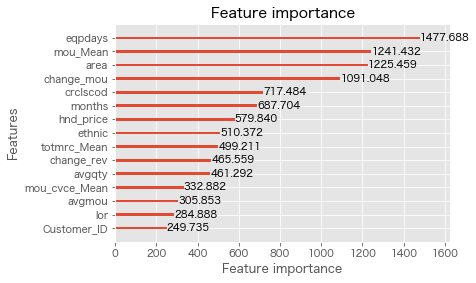 Feature importance
eqpdays 1477.688
mou_Mean 1241.432
area 1225.459
change_mou 1091.048
crclscod 717.484
months 687.704
hnd_price 579.840
ethnic 510.372
totmrc_Mean 499.211
change_rev 465.559
avgqty 461.292
mou_cvce_Mean 332.882
avgmou 305.853
lor 284.888
Customer_ID 249.735
Features
0 200 400 600 800 1000 1200 1400 1600
Feature importance